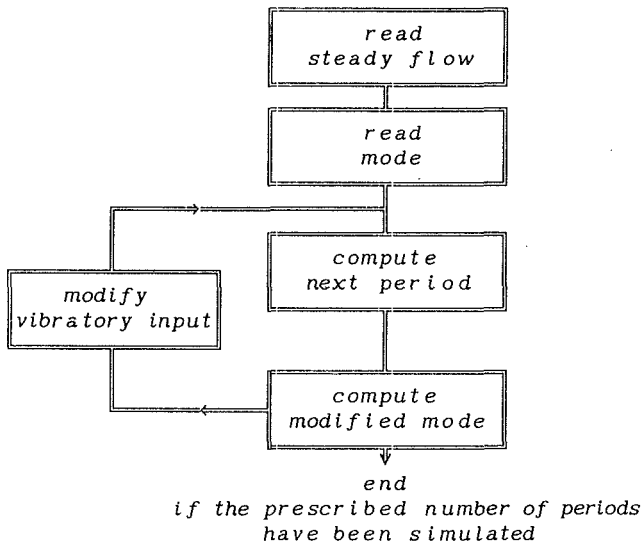 read
steady flow
read
mode
compute
next period
modify
vibratory input
compute
modified mode
end
if the prescribed number of periods
have been simulated